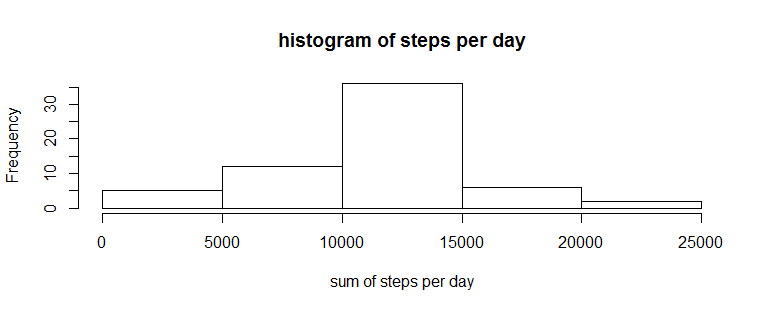 histogram of steps per day
Frequency
30
20
10
0
0 5000 10000 15000 20000 25000
sum of steps per day